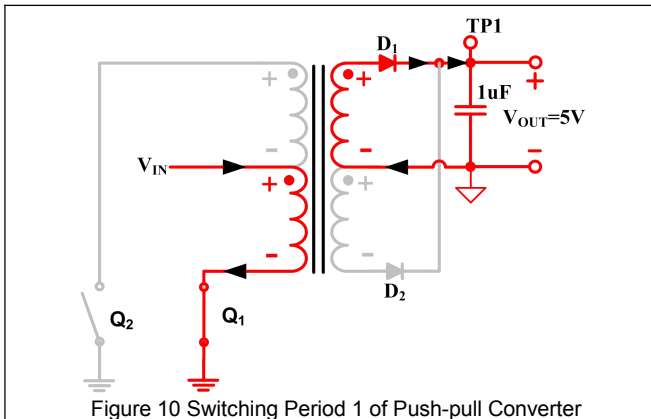 TP1
D1
+
+
1uF
+
VOUT=5V
-
-
-
VIN
+
+
-
-
D2
Q2
Q1
Figure 10 Switching Period 1 of Push-pull Converter